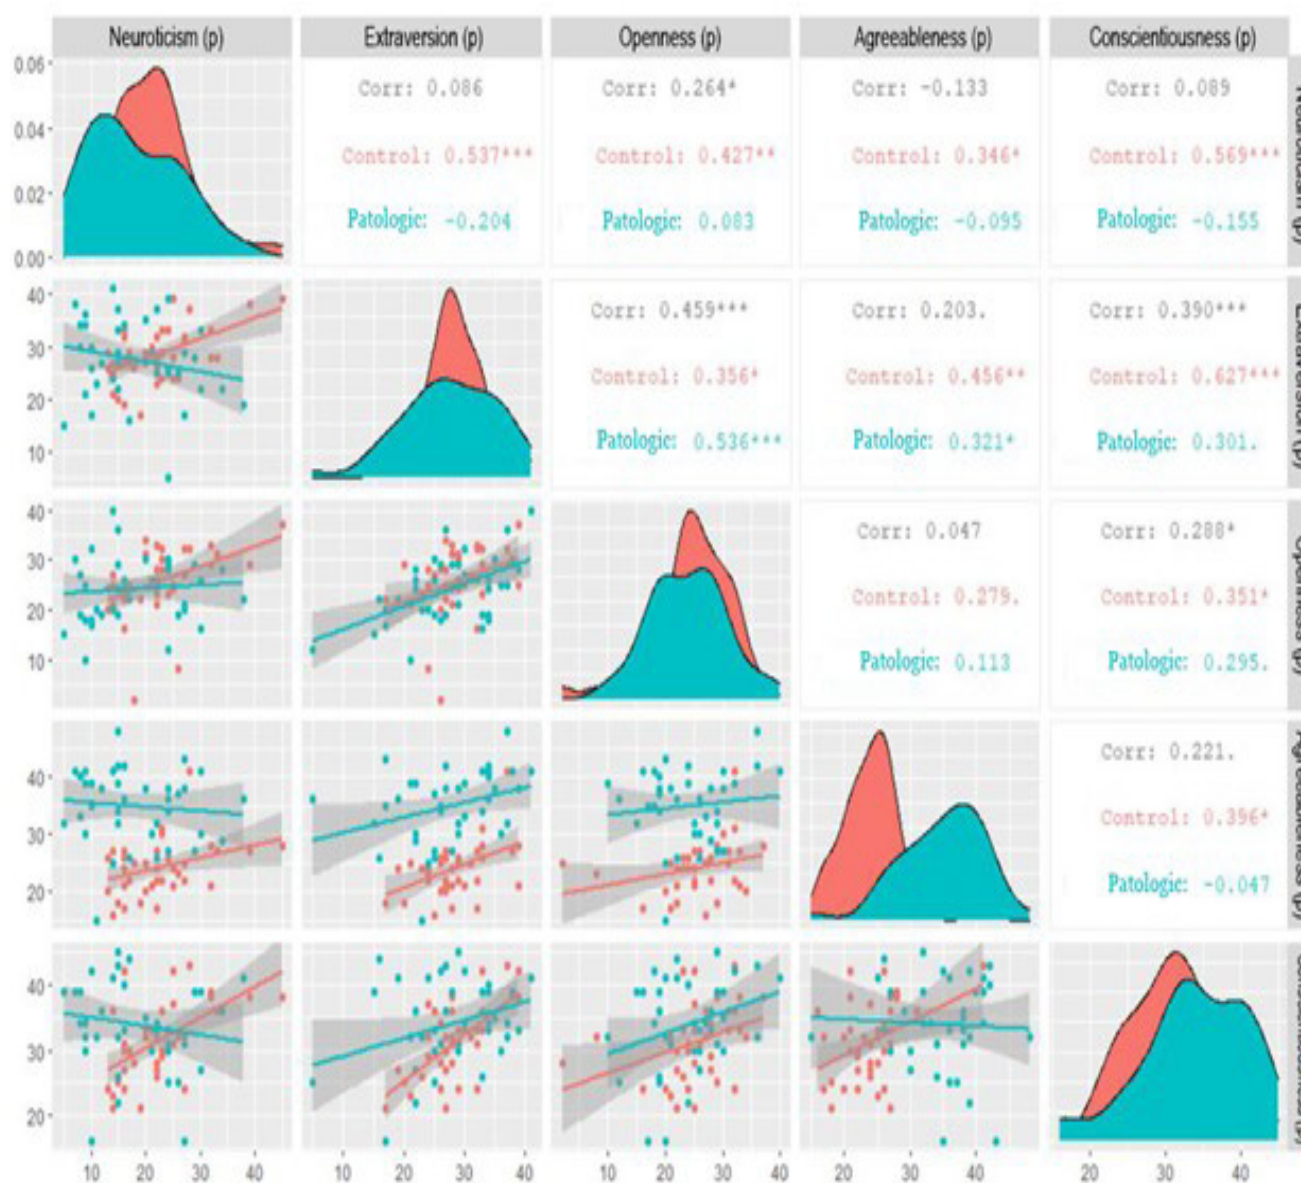 Neuroticism (p) Extraversion (p) Openness (p) Agreeableness (p) Conscientiousness (p)
0.06
0.04
0.02
0.00
Corr: 0.086 Corr: 0.264* Corr: -0.133 Corr: 0.089
Control: 0.537*** Control: 0.427** Control: 0.346* Control: 0.569***
Patologic: -0.204 Patologic: 0.083 Patologic: -0.095 Patologic: -0.155
40
30
20
10
Corr: 0.459*** Corr: 0.203. Corr: 0.390***
Control: 0.356* Control: 0.456** Control: 0.627***
Patologic: 0.536*** Patologic: 0.321* Patologic: 0.301.
40
30
20
10
Corr: 0.047 Corr: 0.288*
Control: 0.279. Control: 0.351*
Patologic: 0.113 Patologic: 0.295.
40
30
20
Corr: 0.221.
Control: 0.396*
Patologic: -0.047
40
30
20
10 20 30 40 10 20 30 40 10 20 30 40 20 30 40 20 30 40